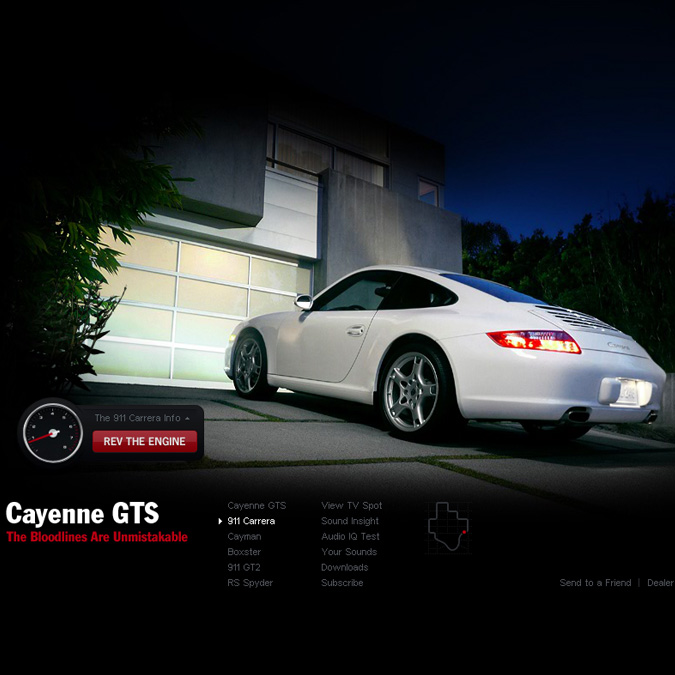 Carrera
The 911 Carrera Info
REV THE ENGINE
Cayenne GTS
The Bloodlines Are Unmistakable
Cayenne GTS
911 Carrera
Cayman
Boxster
911 GT2
RS Spyder
View TV Spot
Sound Insight
Audio IQ Test
Your Sounds
Downloads
Subscribe
Send to a Friend | Dealer